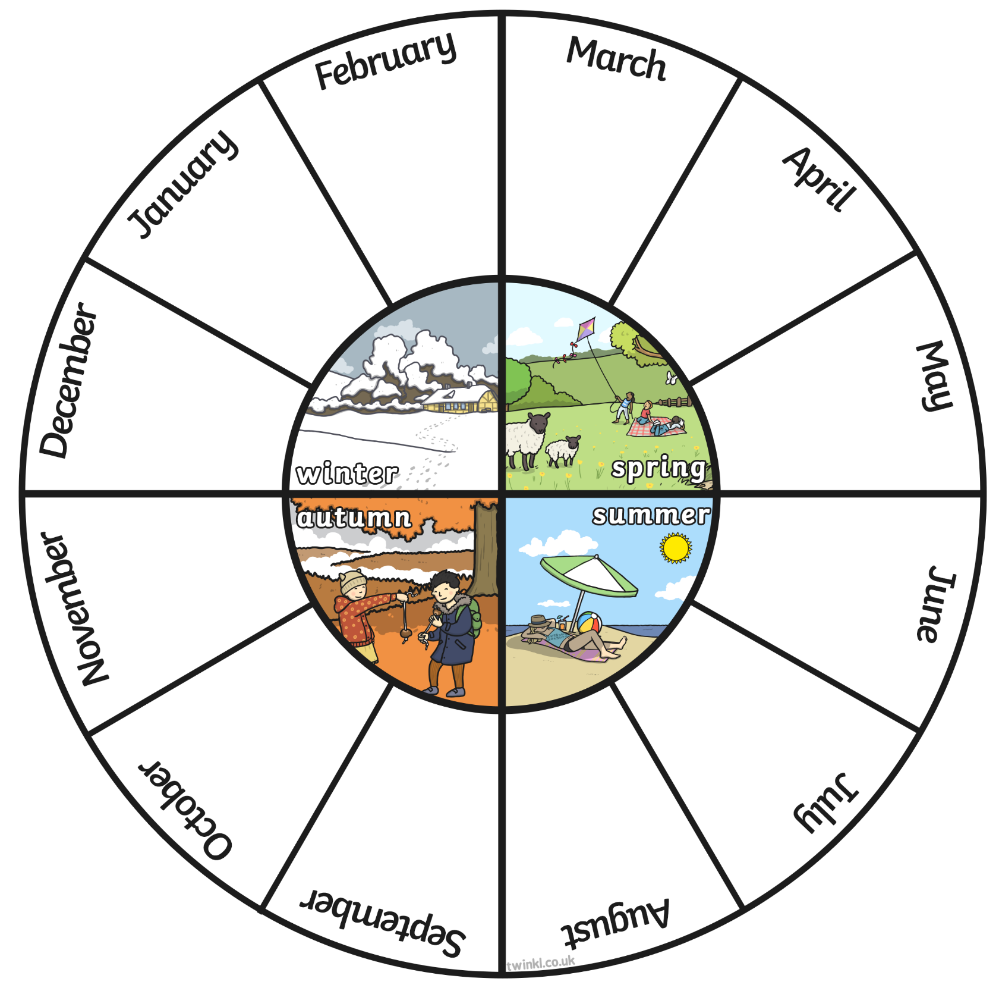 February
March
January
April
December
May
winter
spring
autumn
summer
November
June
October
July
September
August
twinkl.co.uk